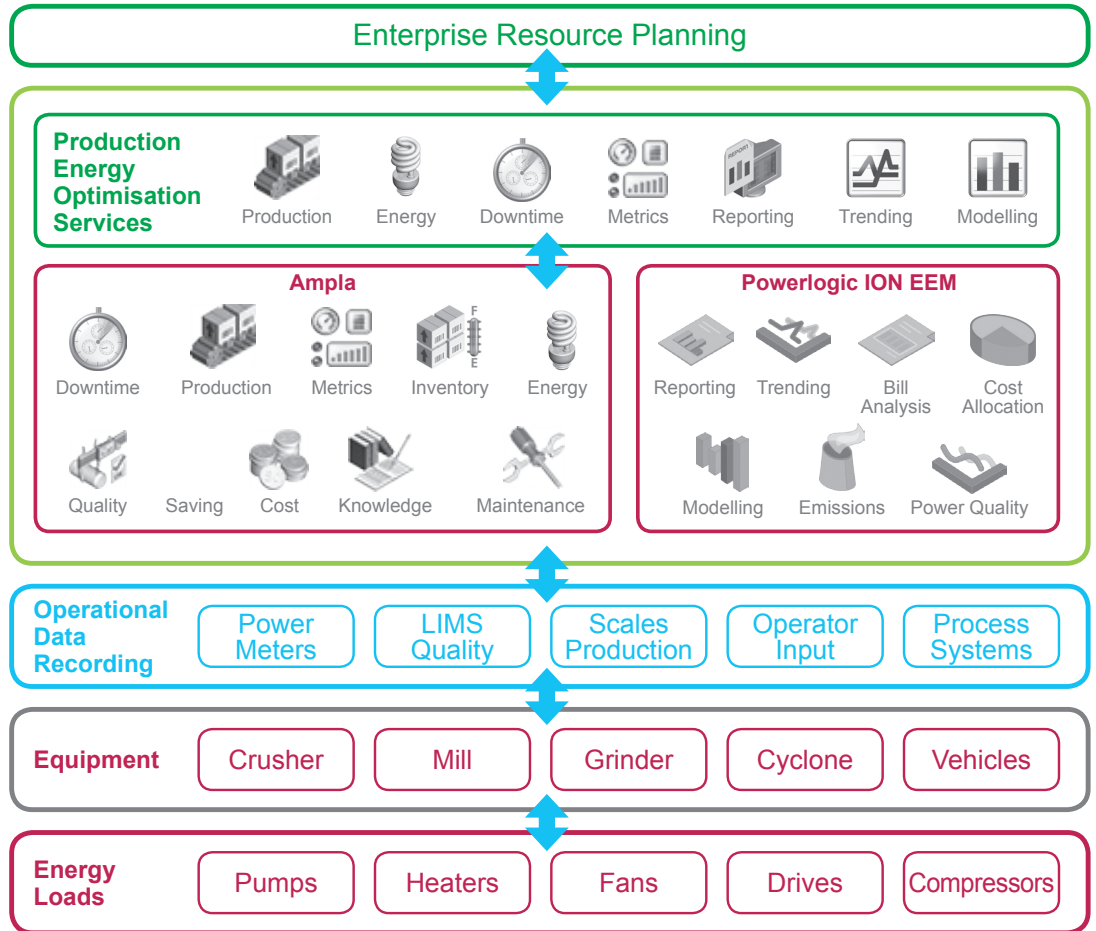 Enterprise Resource Planning
Production
Energy
Optimisation
Services
Production
Energy
Downtime
Metrics
REPORT
Reporting
Trending
Modelling
Ampla
Downtime
Production
Metrics
F
E
Inventory
Energy
Quality
Saving
Cost
Knowledge
Maintenance
Powerlogic ION EEM
Reporting
Trending
Bill
Analysis
Cost
Allocation
Modelling
Emissions
Power Quality
Operational
Data
Recording
Power
Meters
LIMS
Quality
Scales
Production
Operator
Input
Process
Systems
Equipment
Crusher
Mill
Grinder
Cyclone
Vehicles
Energy
Loads
Pumps
Heaters
Fans
Drives
Compressors